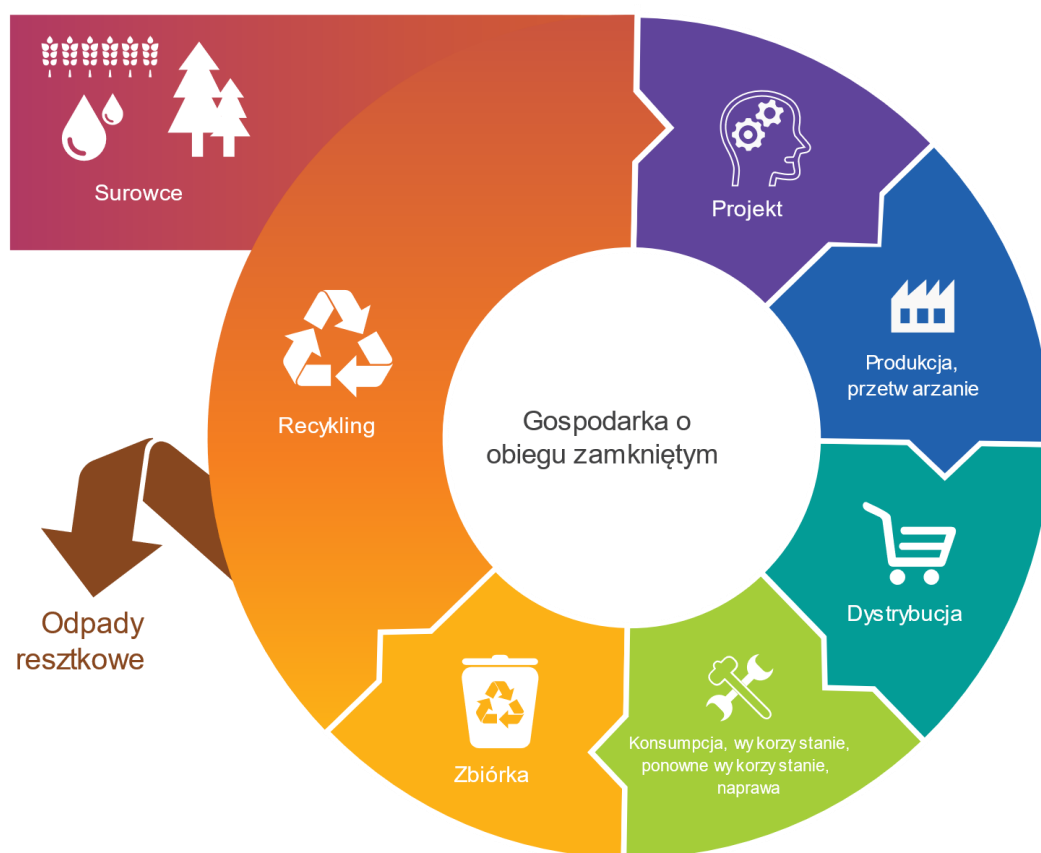 Surowce
Projekt
Produkcja,
przetw arzanie
Recykling
Gospodarka o
obiegu zamkniętym
Dystrybucja
Odpady
resztkowe
Konsumpcja, wy korzy stanie,
ponowne wy korzy stanie,
naprawa
Zbiórka